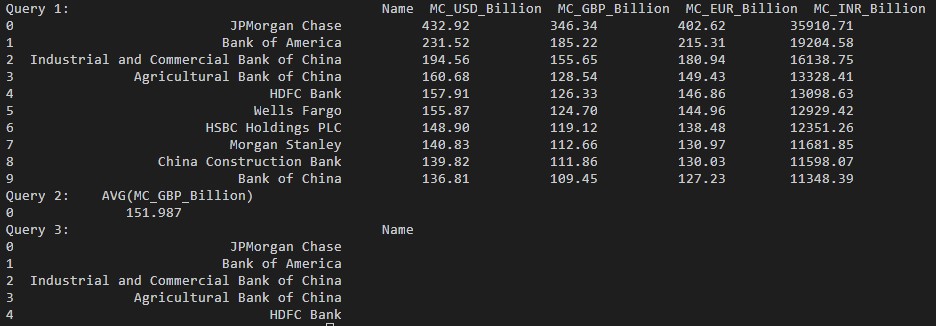 Query 1:                                       Name  MC_USD_Billion  MC_GBP_Billion  MC_EUR_Billion  MC_INR_Billion
0                           JPMorgan Chase          432.92          346.34          402.62        35910.71
1                          Bank of America          231.52          185.22          215.31        19204.58
2  Industrial and Commercial Bank of China          194.56          155.65          180.94        16138.75
3               Agricultural Bank of China          160.68          128.54          149.43        13328.41
4                                HDFC Bank          157.91          126.33          146.86        13098.63
5                              Wells Fargo          155.87          124.70          144.96        12929.42
6                        HSBC Holdings PLC          148.90          119.12          138.48        12351.26
7                           Morgan Stanley          140.83          112.66          130.97        11681.85
8                  China Construction Bank          139.82          111.86          130.03        11598.07
9                            Bank of China          136.81          109.45          127.23        11348.39
Query 2:    AVG(MC_GBP_Billion)
0              151.987
Query 3:                                       Name
0                           JPMorgan Chase
1                          Bank of America
2  Industrial and Commercial Bank of China
3               Agricultural Bank of China
4                                HDFC Bank